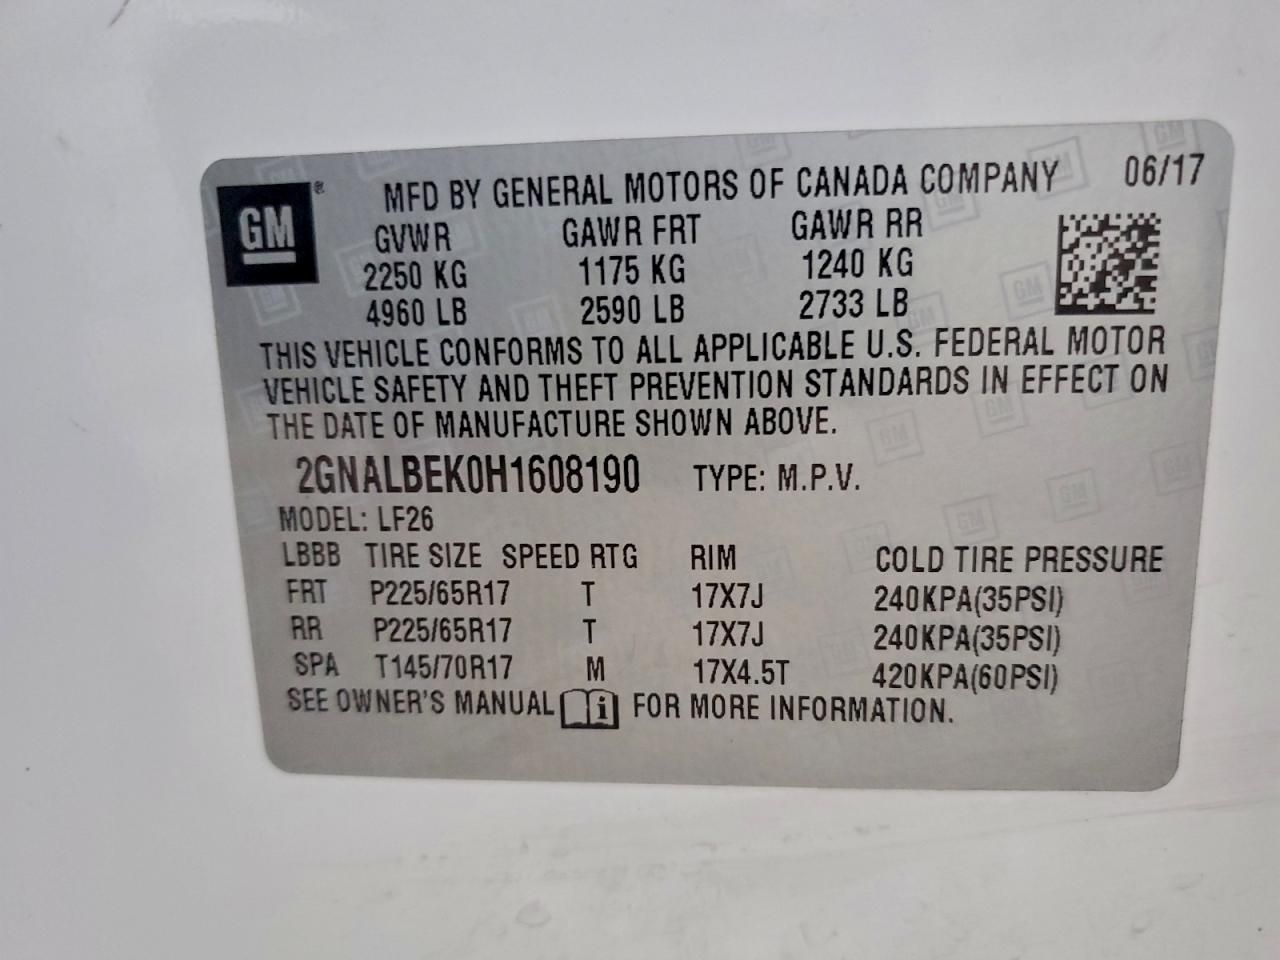 GM ® MFD BY GENERAL MOTORS OF CANADA COMPANY 06/17
GVWR GAWR FRT GAWR RR
2250 KG 1175 KG 1240 KG
4960 LB 2590 LB 2733 LB
THIS VEHICLE CONFORMS TO ALL APPLICABLE U.S. FEDERAL MOTOR
VEHICLE SAFETY AND THEFT PREVENTION STANDARDS IN EFFECT ON
THE DATE OF MANUFACTURE SHOWN ABOVE.
2GNALBEK0H1608190 TYPE: M.P.V.
MODEL: LF26
LBBB TIRE SIZE SPEED RTG RIM COLD TIRE PRESSURE
FRT P225/65R17 T 17X7J 240KPA(35PSI)
RR P225/65R17 T 17X7J 240KPA(35PSI)
SPA T145/70R17 M 17X4.5T 420KPA(60PSI)
SEE OWNER'S MANUAL i FOR MORE INFORMATION.